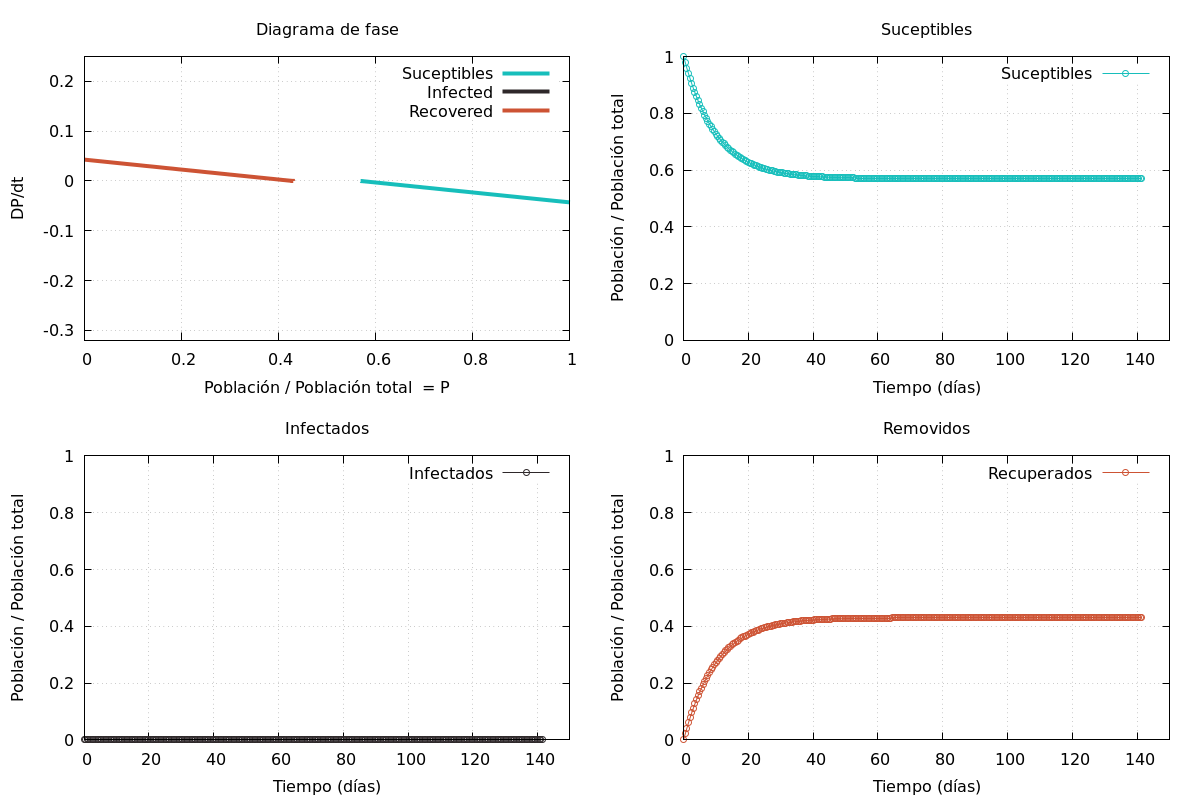 Diagrama de fase
Suceptibles
Infected
Recovered
DP/dt
0.2
0.1
0
-0.1
-0.2
-0.3
0 0.2 0.4 0.6 0.8 1
Población / Población total  = P
Suceptibles
Suceptibles
Población / Población total
1
0.8
0.6
0.4
0.2
0
0 20 40 60 80 100 120 140
Tiempo (días)
Infectados
Infectados
Población / Población total
1
0.8
0.6
0.4
0.2
0
0 20 40 60 80 100 120 140
Tiempo (días)
Removidos
Recuperados
Población / Población total
1
0.8
0.6
0.4
0.2
0
0 20 40 60 80 100 120 140
Tiempo (días)